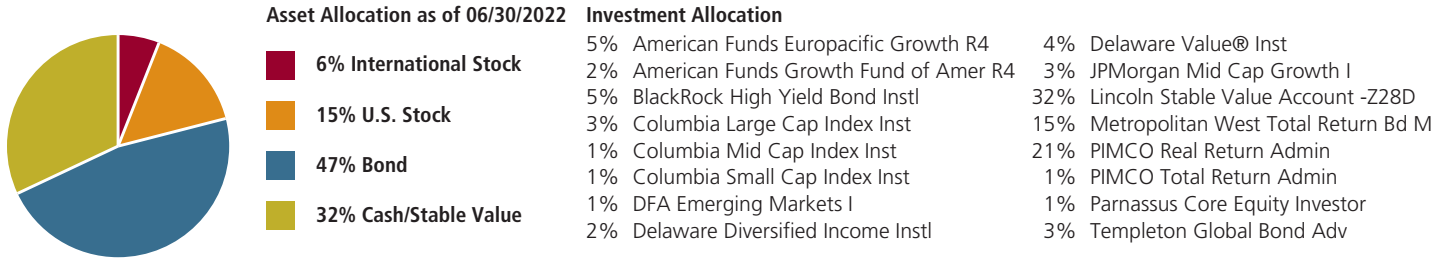 Asset Allocation as of 06/30/2022
6% International Stock
15% U.S. Stock
47% Bond
32% Cash/Stable Value
Investment Allocation
5% American Funds Europacific Growth R4
2% American Funds Growth Fund of Amer R4
5% BlackRock High Yield Bond Instl
3% Columbia Large Cap Index Inst
1% Columbia Mid Cap Index Inst
1% Columbia Small Cap Index Inst
1% DFA Emerging Markets I
2% Delaware Diversified Income Instl
4% Delaware Value® Inst
3% JPMorgan Mid Cap Growth I
32% Lincoln Stable Value Account -Z28D
15% Metropolitan West Total Return Bd M
21% PIMCO Real Return Admin
1% PIMCO Total Return Admin
1% Parnassus Core Equity Investor
3% Templeton Global Bond Adv